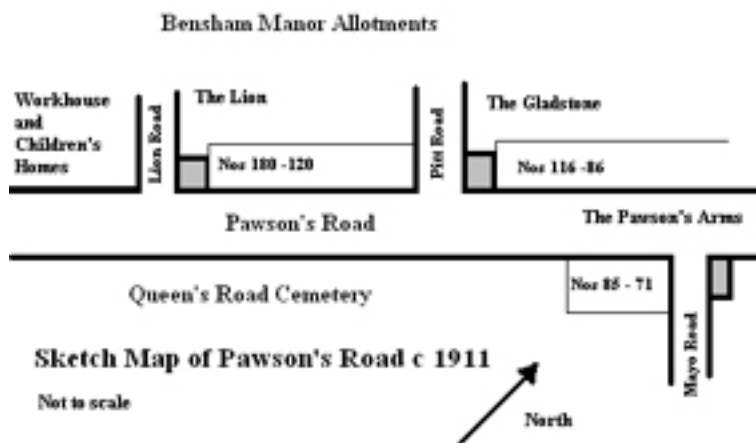 Bensham Manor Allotments
Workhouse
and
Children's
Homes
Lion Road
The Lion
Nos 180 -120
Pitt Road
The Gladstone
Nos 116 -86
Pawson's Road
The Pawson's Arms
Queen's Road Cemetery
Nos 85 - 71
Mayo Road
Sketch Map of Pawson's Road c 1911
Not to scale
North